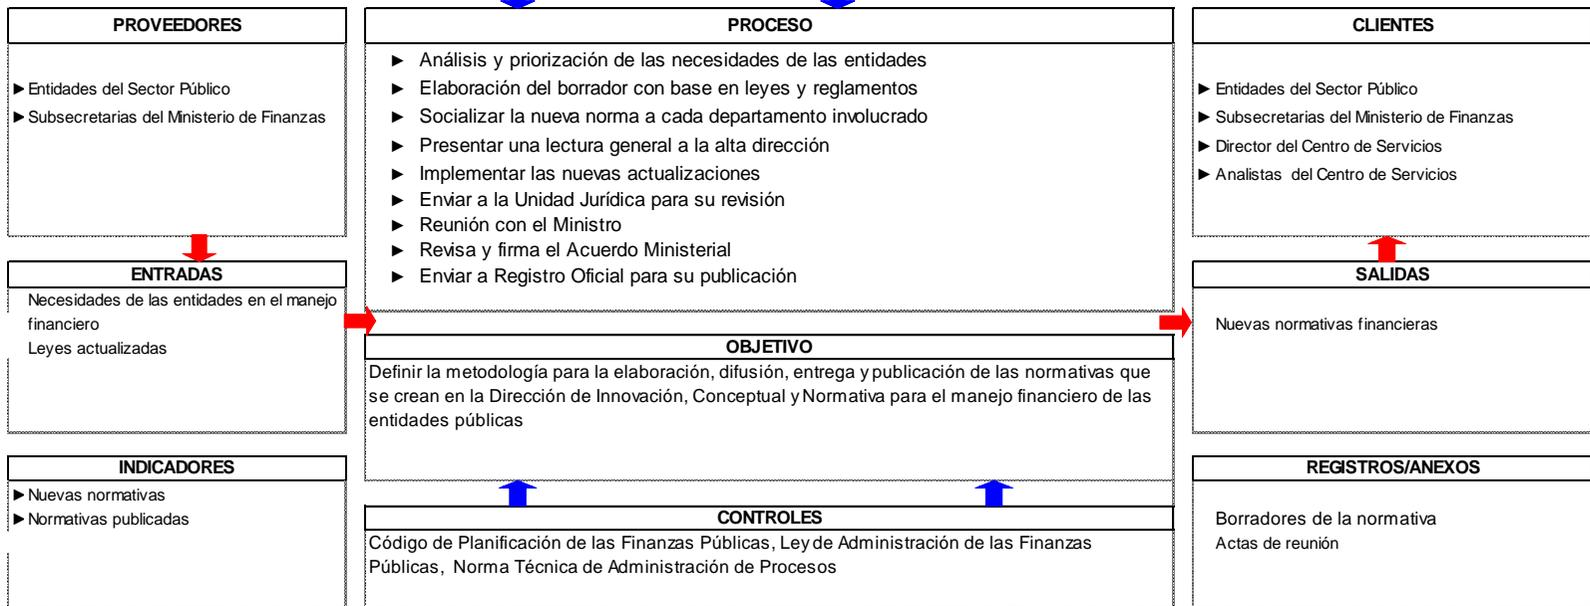 PROVEEDORES
► Entidades del Sector Público
► Subsecretarias del Ministerio de Finanzas
ENTRADAS
Necesidades de las entidades en el manejo
financiero
Leyes actualizadas
INDICADORES
► Nuevas normativas
► Normativas publicadas
PROCESO
► Análisis y priorización de las necesidades de las entidades
► Elaboración del borrador con base en leyes y reglamentos
► Socializar la nueva norma a cada departamento involucrado
► Presentar una lectura general a la alta dirección
► Implementar las nuevas actualizaciones
► Enviar a la Unidad Jurídica para su revisión
► Reunión con el Ministro
► Revisa y firma el Acuerdo Ministerial
► Enviar a Registro Oficial para su publicación
OBJETIVO
Definir la metodología para la elaboración, difusión, entrega y publicación de las normativas que
se crean en la Dirección de Innovación, Conceptual y Normativa para el manejo financiero de las
entidades públicas
CONTROLES
Código de Planificación de las Finanzas Públicas, Ley de Administración de las Finanzas
Públicas, Norma Técnica de Administración de Procesos
CLIENTES
► Entidades del Sector Público
► Subsecretarias del Ministerio de Finanzas
► Director del Centro de Servicios
► Analistas del Centro de Servicios
SALIDAS
Nuevas normativas financieras
REGISTROS/ANEXOS
Borradores de la normativa
Actas de reunión